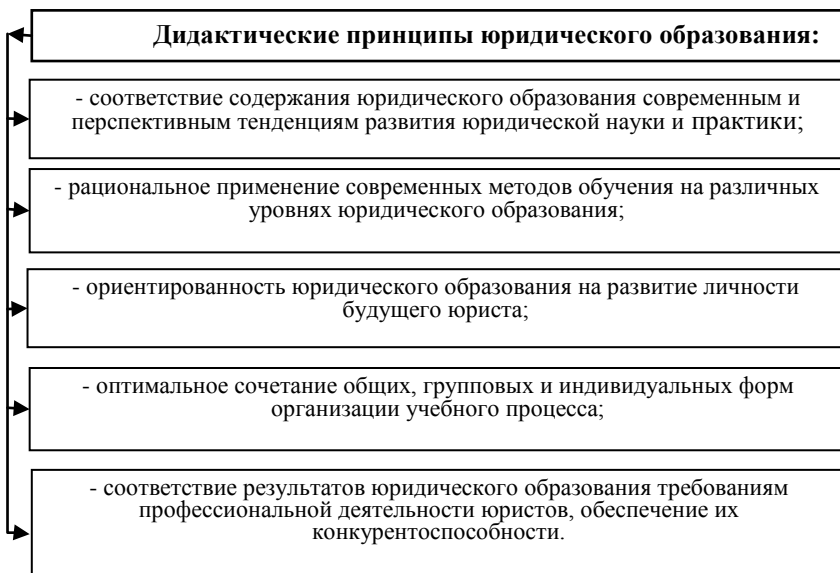 Дидактические принципы юридического образования:
- соответствие содержания юридического образования современным и
перспективным тенденциям развития юридической науки и практики;
- рациональное применение современных методов обучения на различных
уровнях юридического образования;
- ориентированность юридического образования на развитие личности
будущего юриста;
- оптимальное сочетание общих, групповых и индивидуальных форм
организации учебного процесса;
- соответствие результатов юридического образования требованиям
профессиональной деятельности юристов, обеспечение их
конкурентоспособности.